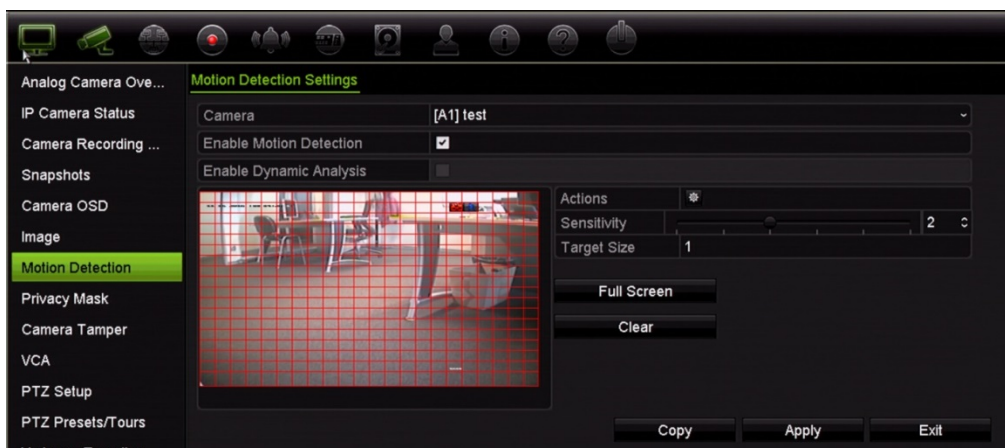 Motion Detection Settings
Analog Camera Ove...
IP Camera Status
Camera Recording ...
Snapshots
Camera OSD
Image
Motion Detection
Privacy Mask
Camera Tamper
VCA
PTZ Setup
PTZ Presets/Tours
Camera
[A1] test
Enable Motion Detection
Enable Dynamic Analysis
Actions
Sensitivity
2
Target Size
1
Full Screen
Clear
Copy
Apply
Exit